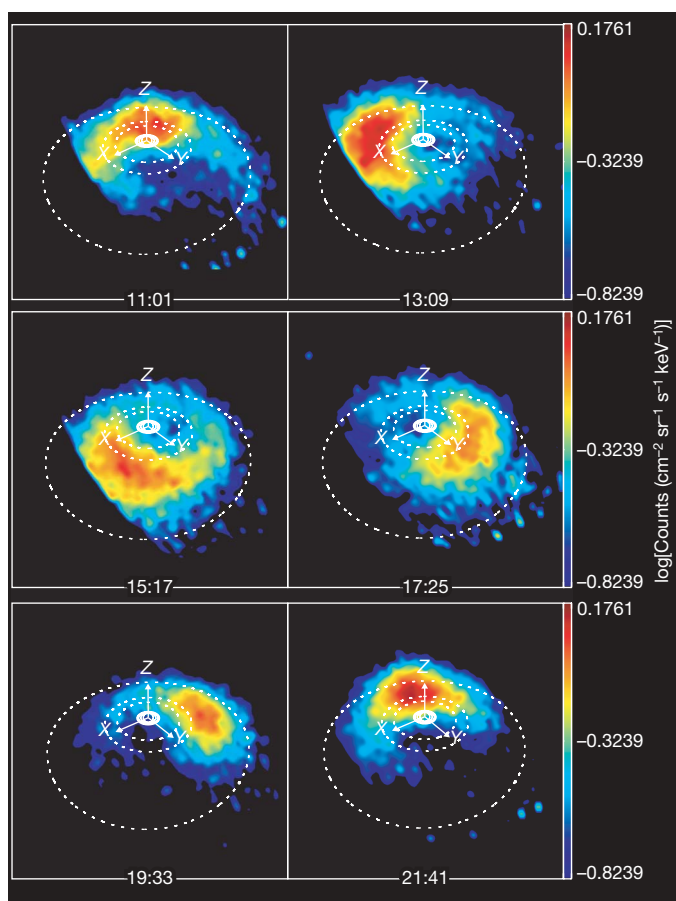 Z
X
Y
11:01
Z
X
Y
13:09
0.1761
−0.3239
−0.8239
Z
X
Y
15:17
Z
X
Y
17:25
0.1761
−0.3239
−0.8239
Z
X
Y
19:33
Z
X
Y
21:41
0.1761
−0.3239
−0.8239
log[Counts (cm⁻² sr⁻¹ s⁻¹ keV⁻¹)]